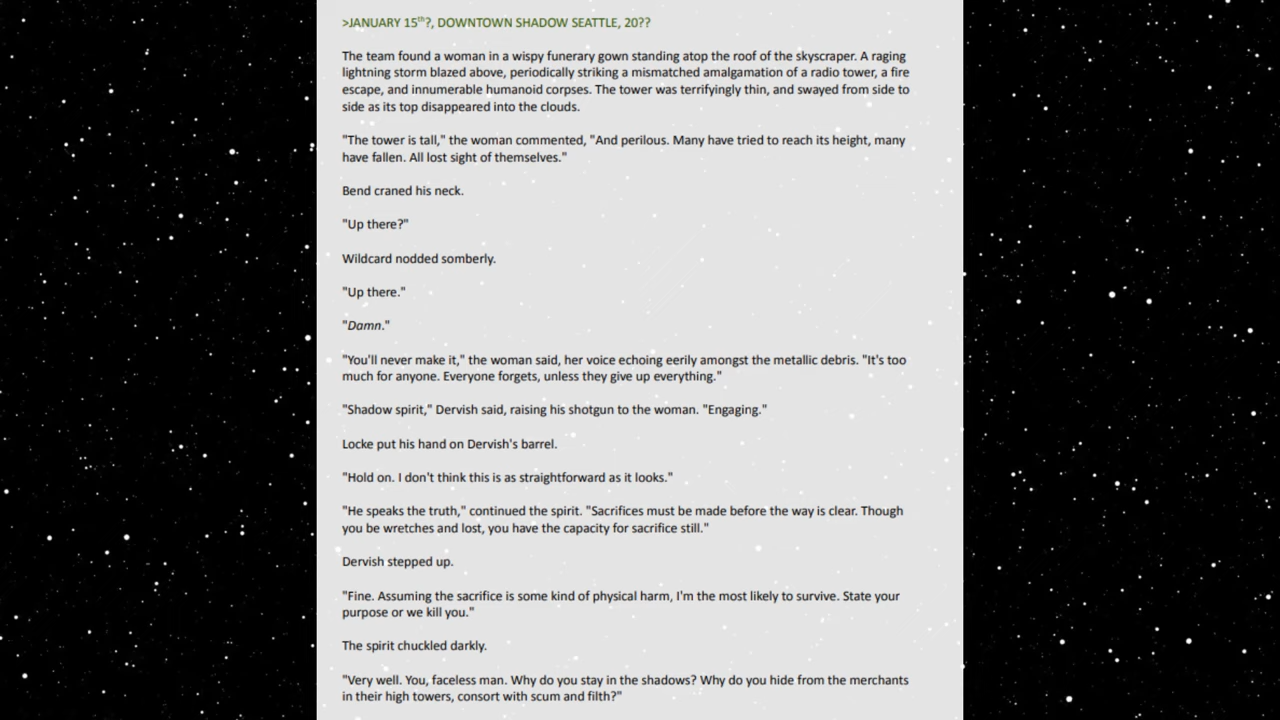 >JANUARY 15th?, DOWNTOWN SHADOW SEATTLE, 20??
The team found a woman in a wispy funerary gown standing atop the roof of the skyscraper. A raging
lightning storm blazed above, periodically striking a mismatched amalgamation of a radio tower, a fire
escape, and innumerable humanoid corpses. The tower was terrifyingly thin, and swayed from side to
side as its top disappeared into the clouds.
"The tower is tall," the woman commented, "And perilous. Many have tried to reach its height, many
have fallen. All lost sight of themselves."
Bend craned his neck.
"Up there?"
Wildcard nodded somberly.
"Up there."
"Damn."
"You'll never make it," the woman said, her voice echoing eerily amongst the metallic debris. "It's too
much for anyone. Everyone forgets, unless they give up everything."
"Shadow spirit," Dervish said, raising his shotgun to the woman. "Engaging."
Locke put his hand on Dervish's barrel.
"Hold on. I don't think this is as straightforward as it looks."
"He speaks the truth," continued the spirit. "Sacrifices must be made before the way is clear. Though
you be wretches and lost, you have the capacity for sacrifice still."
Dervish stepped up.
"Fine. Assuming the sacrifice is some kind of physical harm, I'm the most likely to survive. State your
purpose or we kill you."
The spirit chuckled darkly.
"Very well. You, faceless man. Why do you stay in the shadows? Why do you hide from the merchants
in their high towers, consort with scum and filth?"